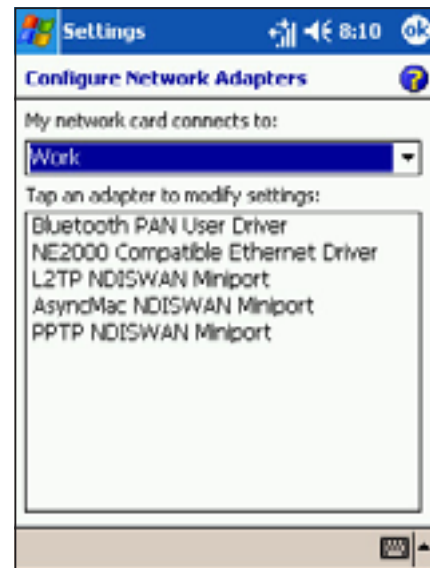 Settings 8:10 ok
Configure Network Adapters ?
My network card connects to:
Work
Tap an adapter to modify settings:
Bluetooth PAN User Driver
NE2000 Compatible Ethernet Driver
L2TP NDISWAN Miniport
AsyncMac NDISWAN Miniport
PPTP NDISWAN Miniport